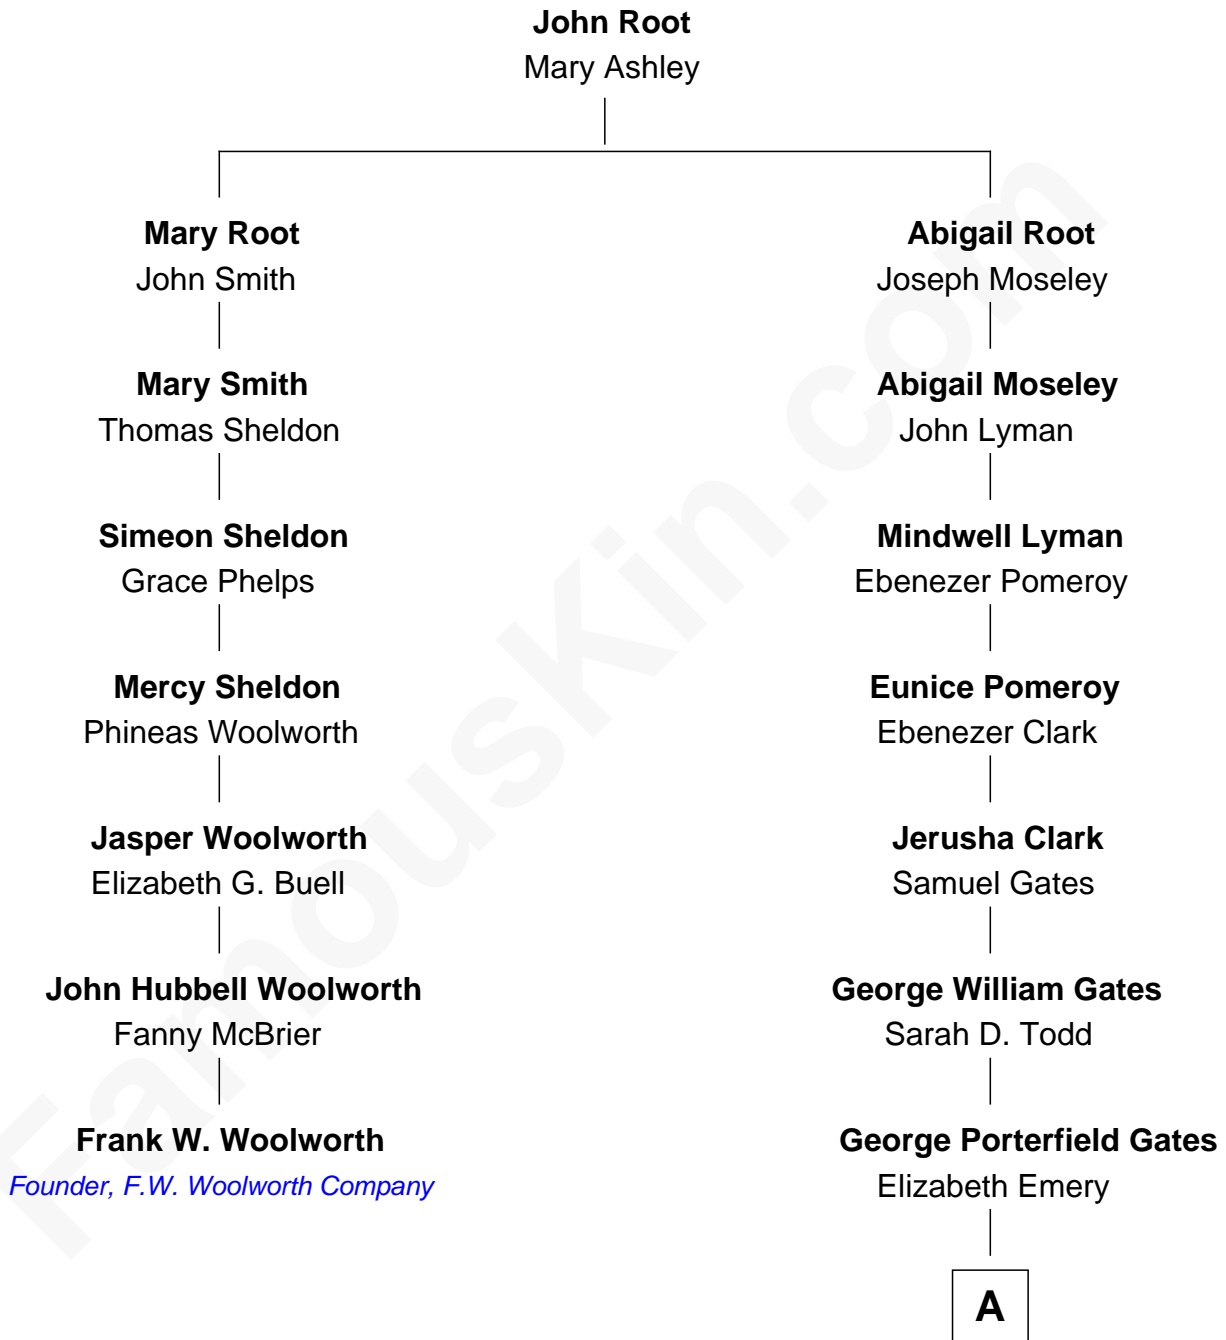 John Root
Mary Ashley
Mary Root
John Smith
Abigail Root
Joseph Moseley
Mary Smith
Thomas Sheldon
Abigail Moseley
John Lyman
Simeon Sheldon
Grace Phelps
Mindwell Lyman
Ebenezer Pomeroy
Mercy Sheldon
Phineas Woolworth
Eunice Pomeroy
Ebenezer Clark
Jasper Woolworth
Elizabeth G. Buell
Jerusha Clark
Samuel Gates
John Hubbell Woolworth
Fanny McBrier
George William Gates
Sarah D. Todd
Frank W. Woolworth
Founder, F.W. Woolworth Company
George Porterfield Gates
Elizabeth Emery
A
FamousKin.com